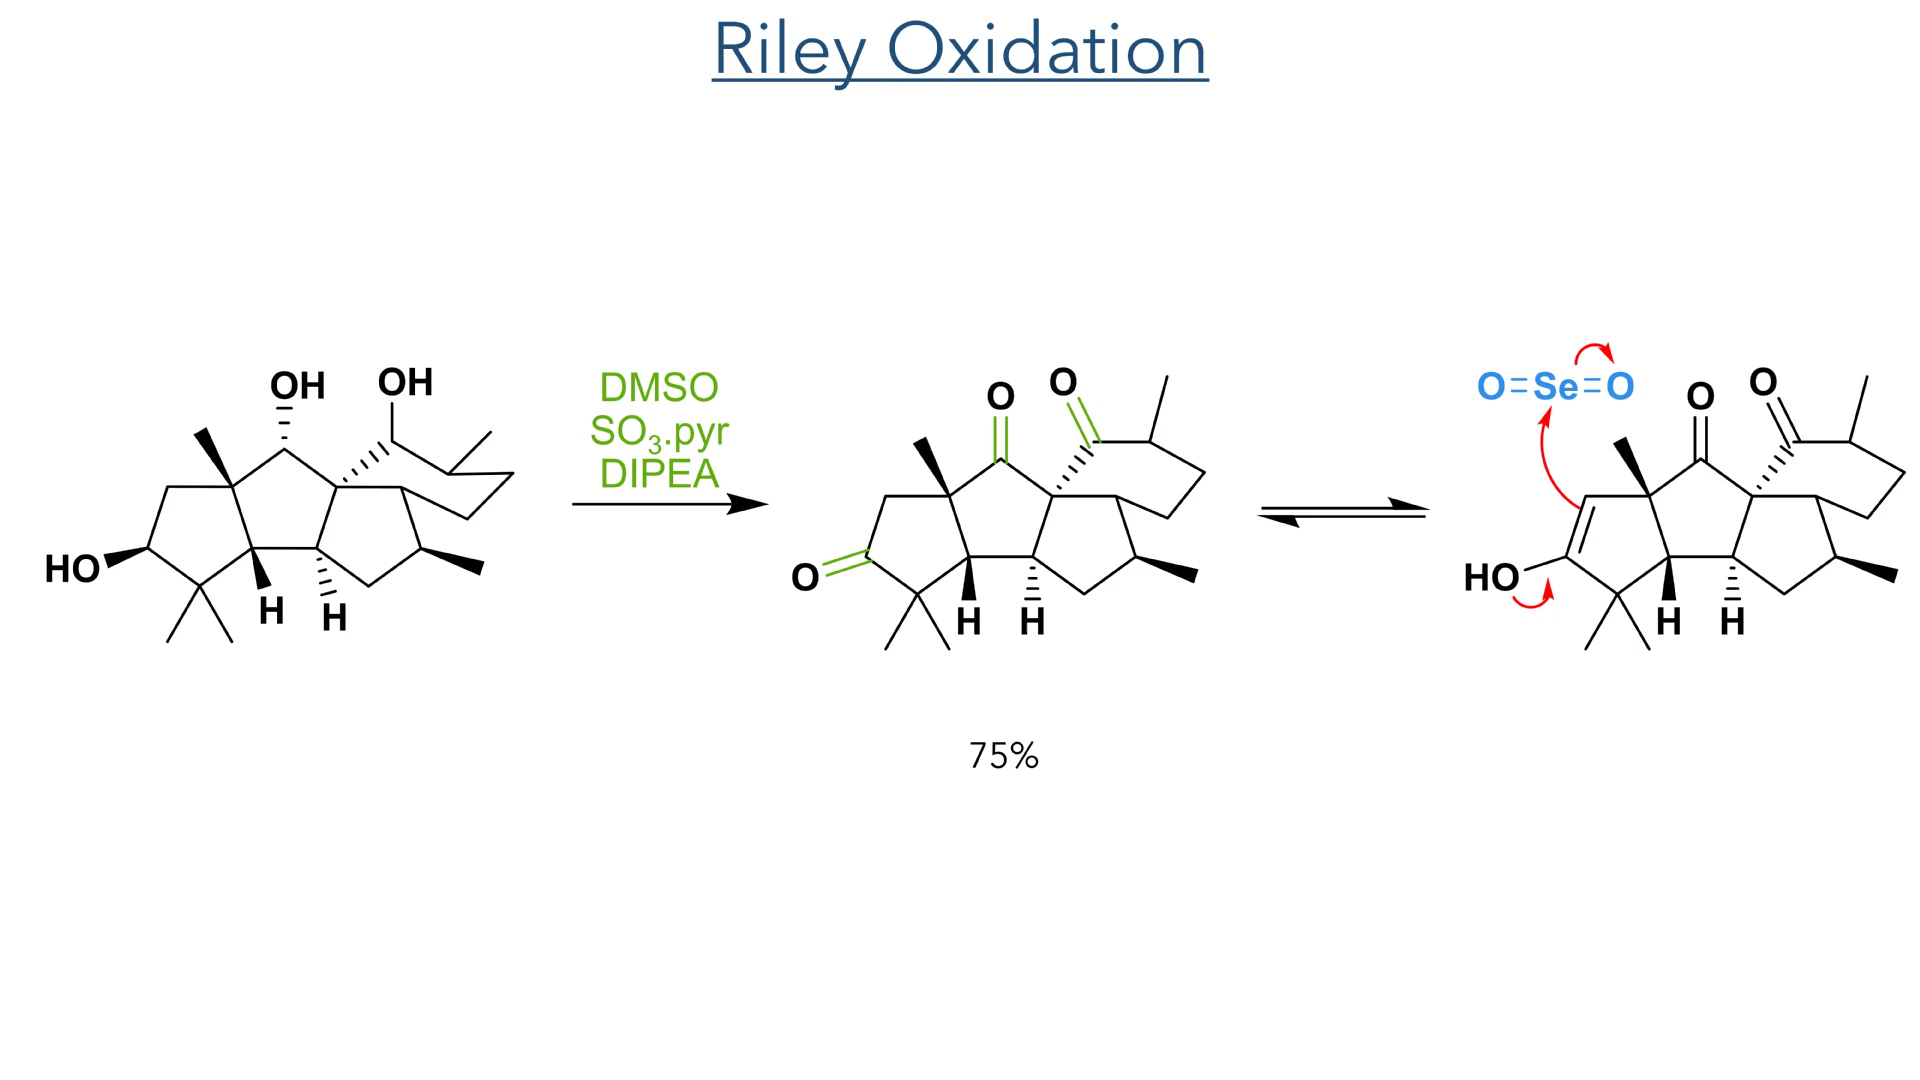 Riley Oxidation
OH
OH
HO
H
H
DMSO
SO₃.pyr
DIPEA
O
O
O
H
H
75%
O=Se=O
O
O
HO
H
H